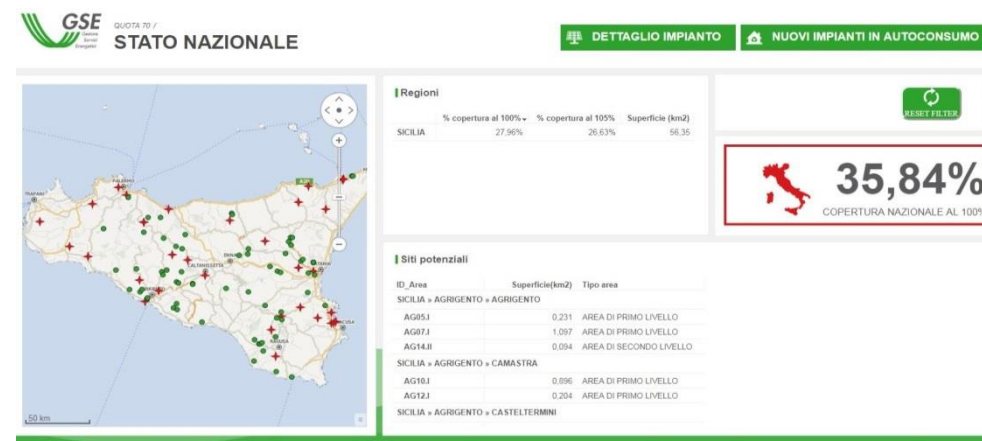 GSE
Gestore
Servizi
Energetici
QUOTA 70 /
STATO NAZIONALE
DETTAGLIO IMPIANTO
NUOVI IMPIANTI IN AUTOCONSUMO
Regioni
% copertura al 100% % copertura al 105% Superficie (km2)
SICILIA 27,96% 26,63% 56,35
RESET FILTER
35,84%
COPERTURA NAZIONALE AL 100%
PALERMO
TRAPANI
A20
ENNA
CALTANISSETTA
CATANIA
AGRIGENTO
RAGUSA
50 km
Siti potenziali
ID_Area Superficie(km2) Tipo area
SICILIA » AGRIGENTO » AGRIGENTO
AG05.I 0,231 AREA DI PRIMO LIVELLO
AG07.I 1,097 AREA DI PRIMO LIVELLO
AG14.II 0,094 AREA DI SECONDO LIVELLO
SICILIA » AGRIGENTO » CAMASTRA
AG10.I 0,896 AREA DI PRIMO LIVELLO
AG12.I 0,204 AREA DI PRIMO LIVELLO
SICILIA » AGRIGENTO » CASTELTERMINI